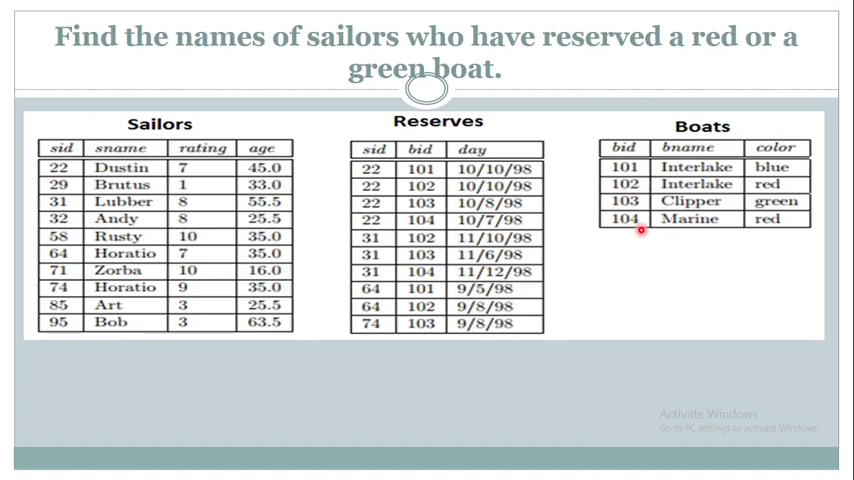 Find the names of sailors who have reserved a red or a
green boat.
Sailors
sid sname rating age
22 Dustin 7 45.0
29 Brutus 1 33.0
31 Lubber 8 55.5
32 Andy 8 25.5
58 Rusty 10 35.0
64 Horatio 7 35.0
71 Zorba 10 16.0
74 Horatio 9 35.0
85 Art 3 25.5
95 Bob 3 63.5
Reserves
sid bid day
22 101 10/10/98
22 102 10/10/98
22 103 10/8/98
22 104 10/7/98
31 102 11/10/98
31 103 11/6/98
31 104 11/12/98
64 101 9/5/98
64 102 9/8/98
74 103 9/8/98
Boats
bid bname color
101 Interlake blue
102 Interlake red
103 Clipper green
104 Marine red
Activate Windows
Go to PC settings to activate Windows.